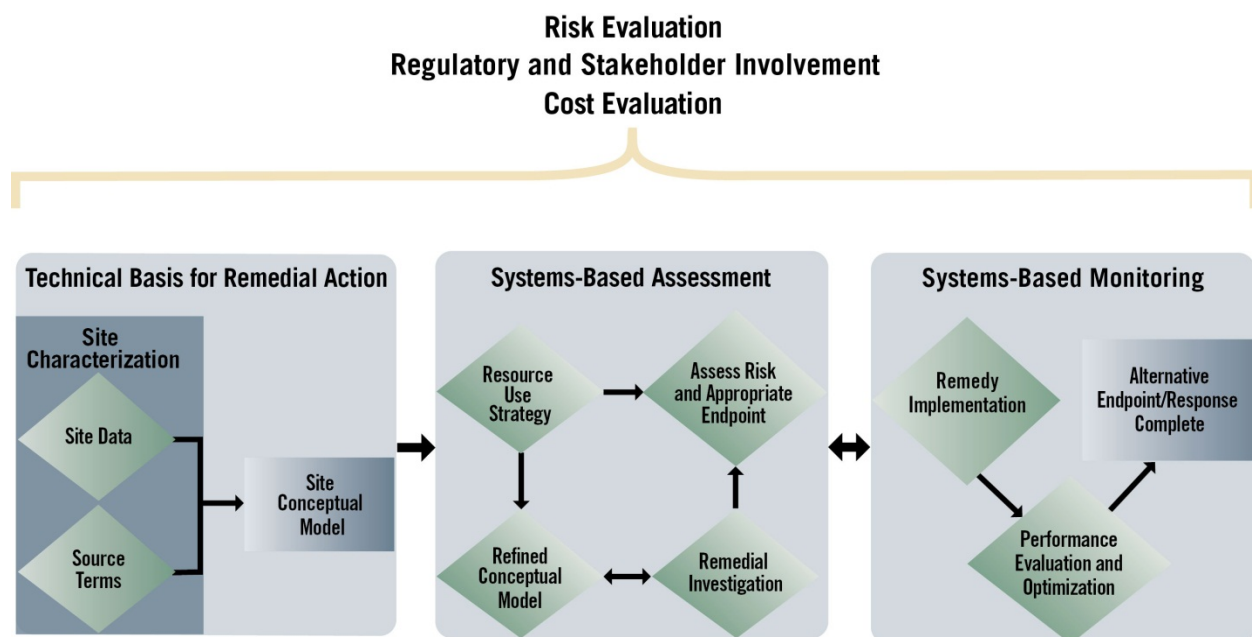 Risk Evaluation
Regulatory and Stakeholder Involvement
Cost Evaluation
Technical Basis for Remedial Action
Site
Characterization
Site Data
Source
Terms
Site
Conceptual
Model
Systems-Based Assessment
Resource
Use
Strategy
Assess Risk
and Appropriate
Endpoint
Refined
Conceptual
Model
Remedial
Investigation
Systems-Based Monitoring
Remedy
Implementation
Alternative
Endpoint/Response
Complete
Performance
Evaluation and
Optimization